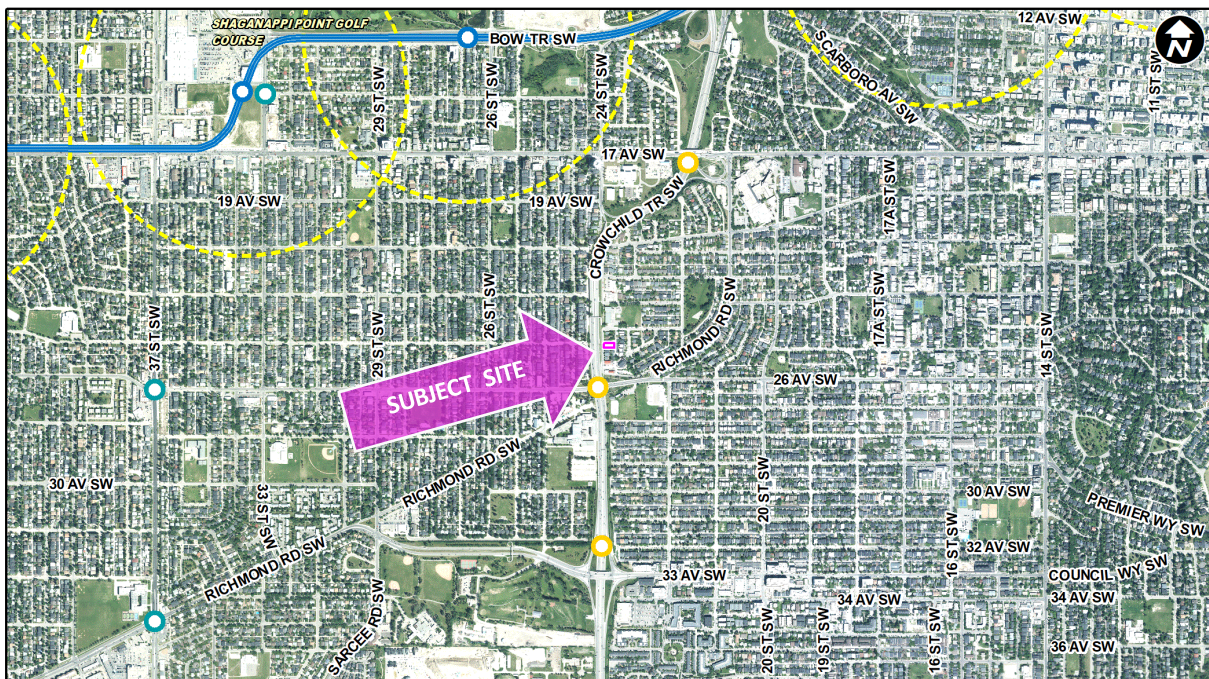 SHAGANAPPI POINT GOLF
COURSE
BOW TR SW
12 AV SW
N
SCARBORO AV SW
11 ST SW
29 ST SW
26 ST SW
24 ST SW
17 AV SW
CROWCHILD TR SW
17A ST SW
19 AV SW
19 AV SW
37 ST SW
29 ST SW
26 ST SW
RICHMOND RD SW
17A ST SW
14 ST SW
SUBJECT SITE
26 AV SW
30 AV SW
33 ST SW
RICHMOND RD SW
20 ST SW
30 AV SW
PREMIER WY SW
RICHMOND RD SW
16 ST SW
32 AV SW
33 AV SW
COUNCIL WY SW
SARCEE RD SW
34 AV SW
34 AV SW
20 ST SW
19 ST SW
16 ST SW
36 AV SW